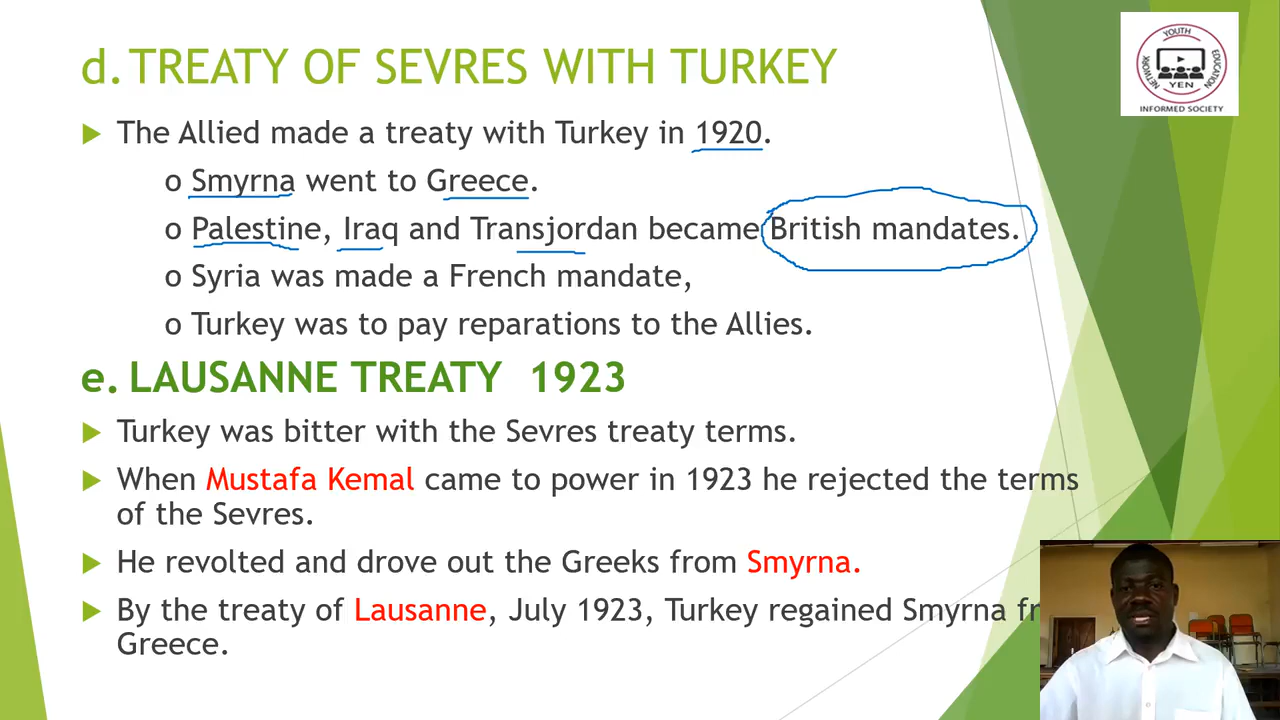 d. TREATY OF SEVRES WITH TURKEY
YOUTH
EDUCATION
NETWORK
YEN
INFORMED SOCIETY
The Allied made a treaty with Turkey in 1920.
o Smyrna went to Greece.
o Palestine, Iraq and Transjordan became British mandates.
o Syria was made a French mandate,
o Turkey was to pay reparations to the Allies.
e. LAUSANNE TREATY 1923
Turkey was bitter with the Sevres treaty terms.
When Mustafa Kemal came to power in 1923 he rejected the terms
of the Sevres.
He revolted and drove out the Greeks from Smyrna.
By the treaty of Lausanne, July 1923, Turkey regained Smyrna
Greece.